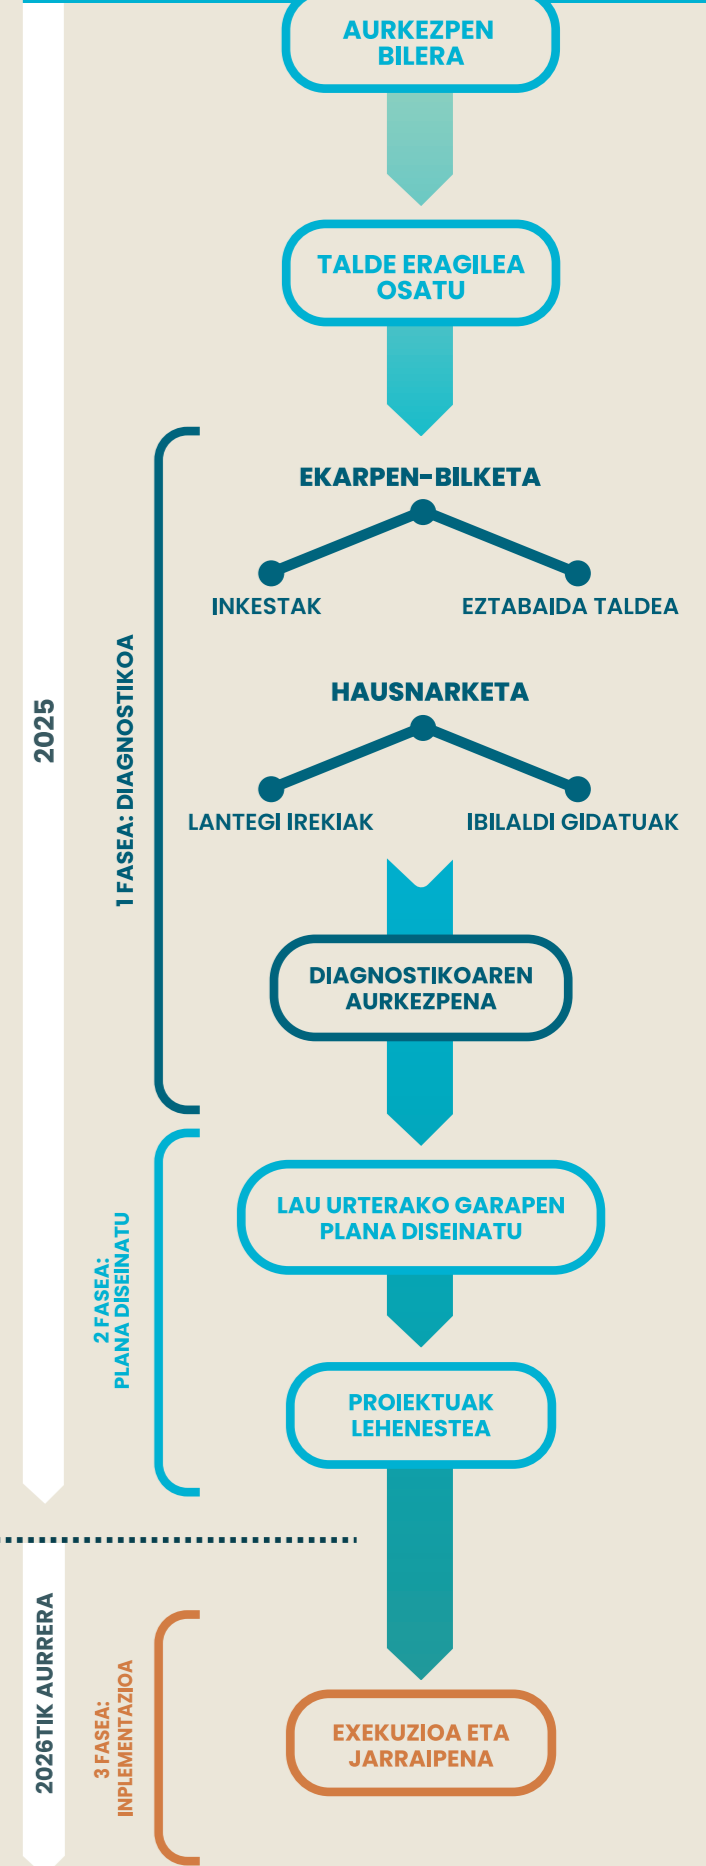 AURKEZPEN
BILERA
TALDE ERAGILEA
OSATU
2025
1 FASEA: DIAGNOSTIKOA
EKARPEN-BILKETA
INKESTAK
EZTABAIDA TALDEA
HAUSNARKETA
LANTEGI IREKIAK
IBILALDI GIDATUAK
DIAGNOSTIKOAREN
AURKEZPENA
2 FASEA:
PLANA DISEINATU
LAU URTERAKO GARAPEN
PLANA DISEINATU
PROIEKTUAK
LEHENESTEA
2026TIK AURRERA
3 FASEA:
INPLEMENTAZIOA
EXEKUZIOA ETA
JARRAIPENA